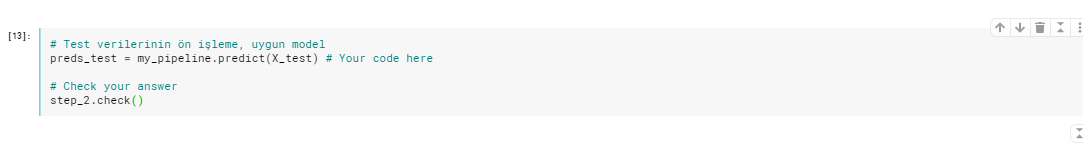 [13]:
# Test verilerinin ön işleme, uygun model
preds_test = my_pipeline.predict(X_test) # Your code here
# Check your answer
step_2.check()